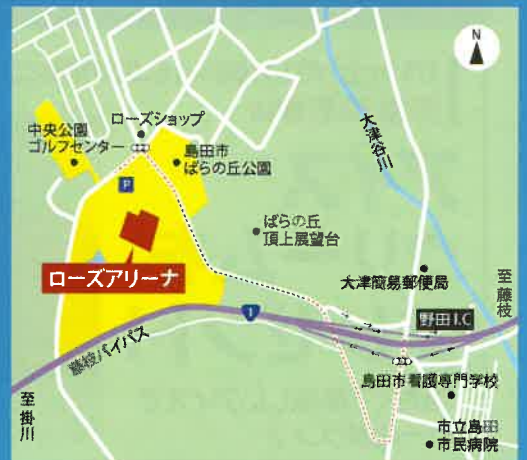 N
ローズショップ
中央公園
ゴルフセンター
島田市
ばらの丘公園
大津谷川
P
ばらの丘
頂上展望台
ローズアリーナ
大津簡易郵便局
至藤枝
1
野田I.C
藤枝バイパス
島田市看護専門学校
至掛川
市立島田
市民病院